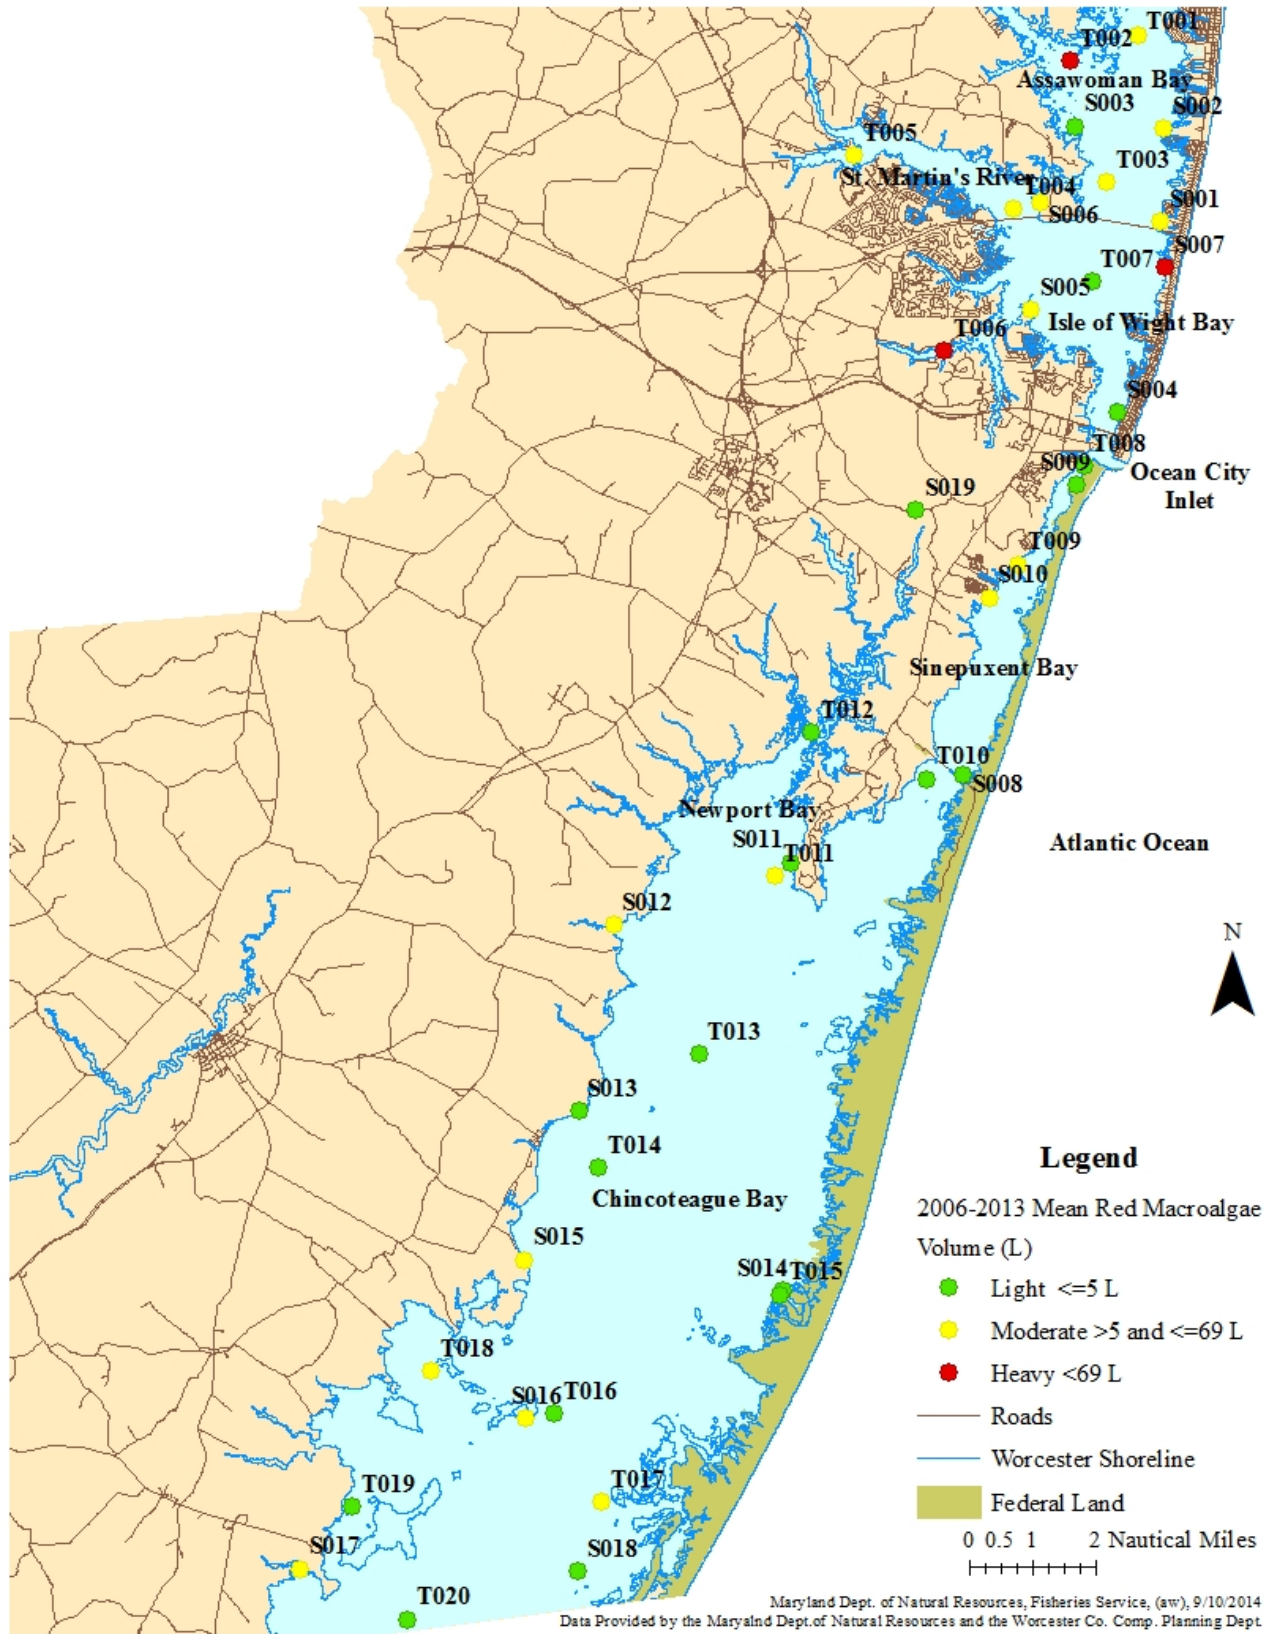 T001
T002
Assawoman Bay
S003
S002
T005
T003
St. Martin's River
T004
S001
S006
S007
T007
S005
Isle of Wight Bay
T006
S004
T008
S009
Ocean City
Inlet
S019
T009
S010
Sinepuxent Bay
T012
T010
S008
Newport Bay
S011
T011
Atlantic Ocean
S012
N
T013
S013
T014
Chincoteague Bay
S015
S014
T015
T018
S016
T016
T019
T017
S017
S018
T020
Legend
2006-2013 Mean Red Macroalgae
Volume (L)
Light <=5 L
Moderate >5 and <=69 L
Heavy <69 L
Roads
Worcester Shoreline
Federal Land
0 0.5 1 2 Nautical Miles
Maryland Dept. of Natural Resources, Fisheries Service, (aw), 9/10/2014
Data Provided by the Maryalnd Dept.of Natural Resources and the Worcester Co. Comp. Planning Dept.